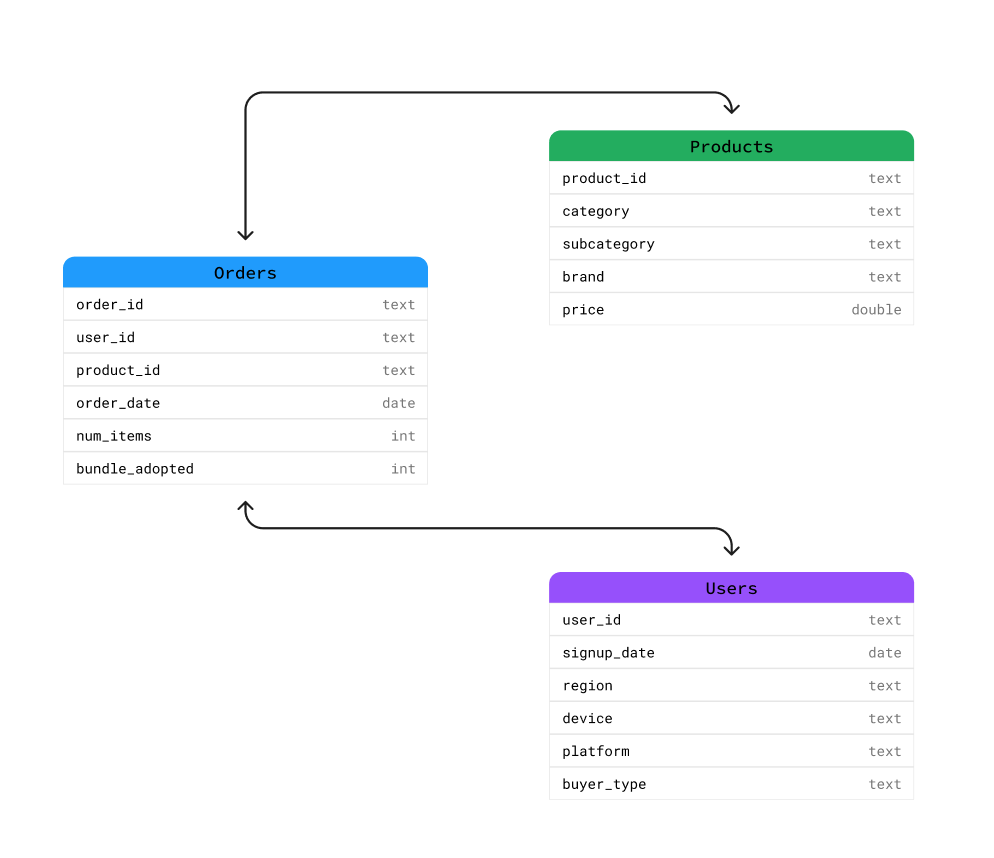 Products
product_id text
category text
subcategory text
brand text
price double
Orders
order_id text
user_id text
product_id text
order_date date
num_items int
bundle_adopted int
Users
user_id text
signup_date date
region text
device text
platform text
buyer_type text